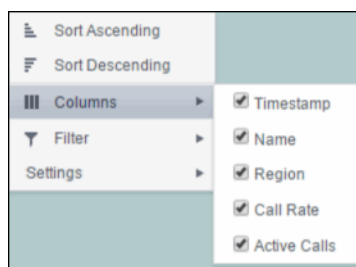 Sort Ascending
Sort Descending
Columns
Filter
Settings
Timestamp
Name
Region
Call Rate
Active Calls